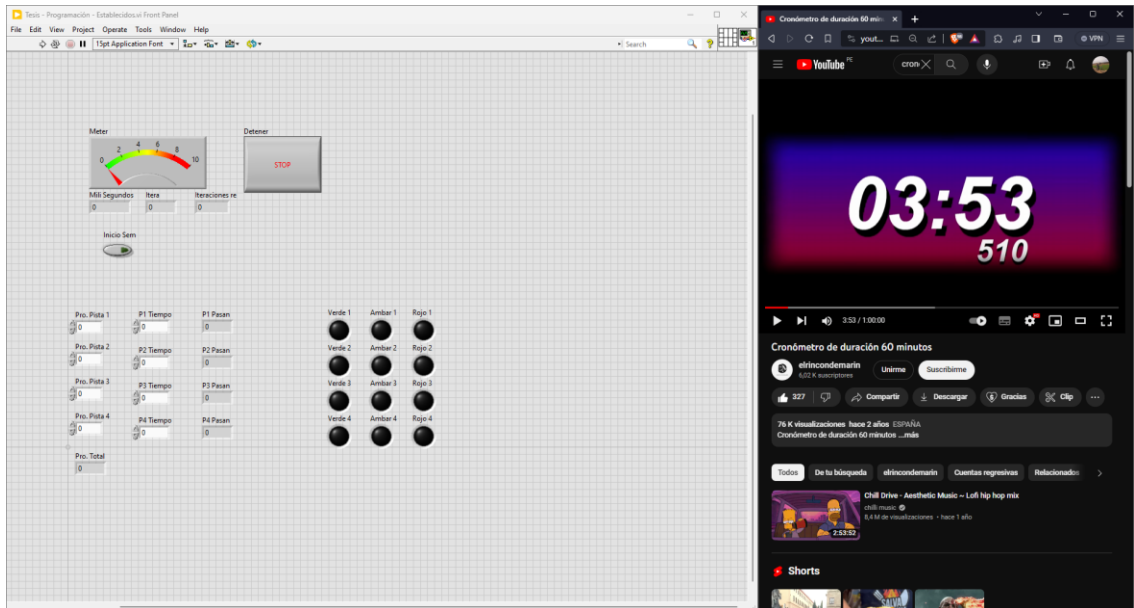 Tesis - Programación - Establecidos.vi Front Panel
File Edit View Project Operate Tools Window Help
15pt Application Font
Search
Meter
0 2 4 6 8 10
Detener
STOP
Mili Segundos Itera Iteraciones re
0 0 0
Inicio Sem
Pro. Pista 1 P1 Tiempo P1 Pasan Verde 1 Ambar 1 Rojo 1
0 0 0
Pro. Pista 2 P2 Tiempo P2 Pasan Verde 2 Ambar 2 Rojo 2
0 0 0
Pro. Pista 3 P3 Tiempo P3 Pasan Verde 3 Ambar 3 Rojo 3
0 0 0
Pro. Pista 4 P4 Tiempo P4 Pasan Verde 4 Ambar 4 Rojo 4
0 0 0
Pro. Total
0
Cronómetro de duración 60 min
yout...
VPN
YouTube PE
cron
03:53
510
3:53 / 1:00:00
Cronómetro de duración 60 minutos
elrincondemarin
6,02 K suscriptores
Unirme
Suscribirme
327 Compartir Descargar Gracias Clip ...
76 K visualizaciones hace 2 años ESPAÑA
Cronómetro de duración 60 minutos ...más
Todos De tu búsqueda elrincondemarin Cuentas regresivas Relacionados
Chill Drive - Aesthetic Music ~ Lofi hip hop mix
chilli music
8,4 M de visualizaciones • hace 1 año
2:53:52
Shorts